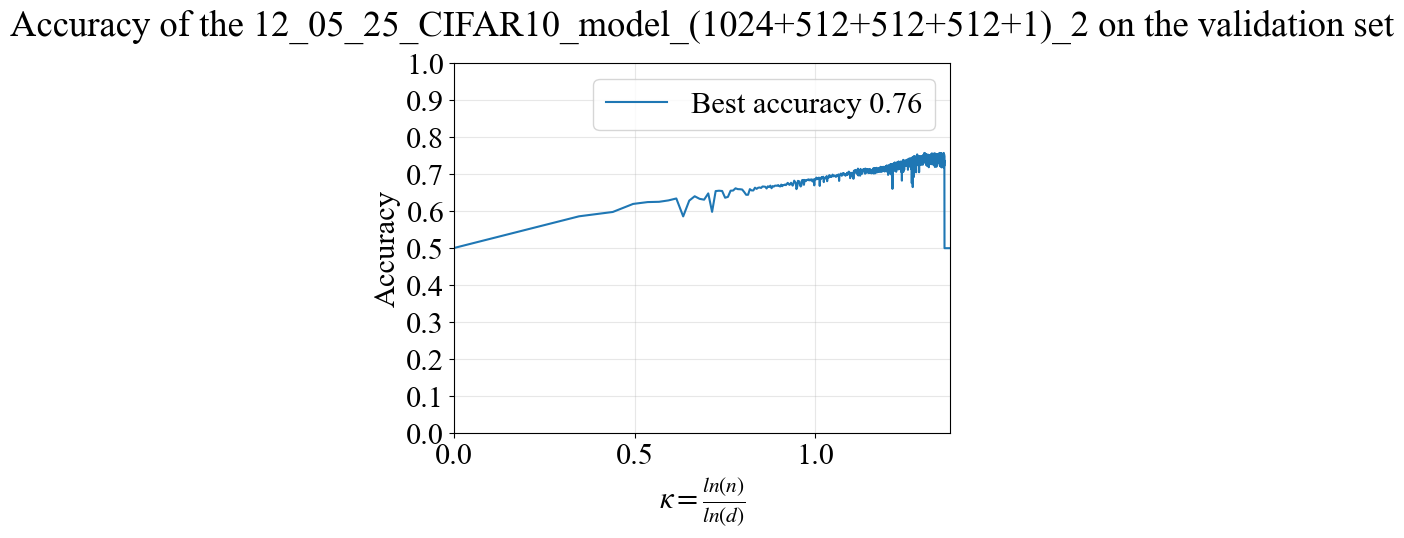 Accuracy of the 12_05_25_CIFAR10_model_(1024+512+512+512+1)_2 on the validation set
1.0
0.9
0.8
0.7
0.6
0.5
0.4
0.3
0.2
0.1
0.0
Accuracy
Best accuracy 0.76
0.0 0.5 1.0
κ = ln(n)/ln(d)